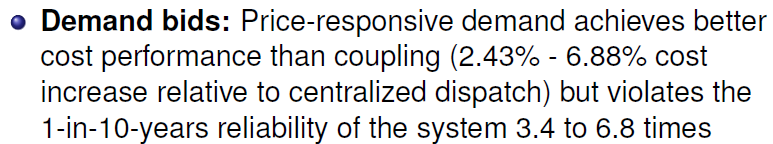 Demand bids: Price-responsive demand achieves better
cost performance than coupling (2.43% - 6.88% cost
increase relative to centralized dispatch) but violates the
1-in-10-years reliability of the system 3.4 to 6.8 times